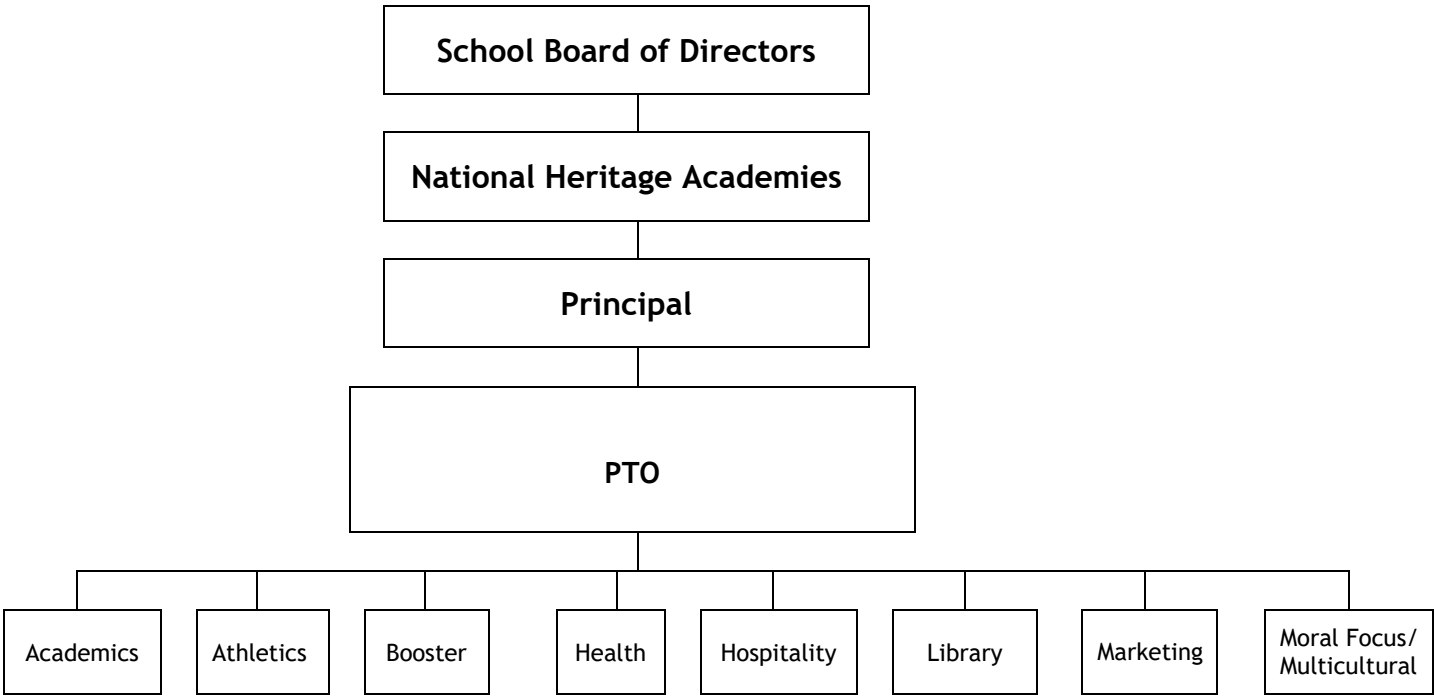 School Board of Directors
National Heritage Academies
Principal
PTO
Academics
Athletics
Booster
Health
Hospitality
Library
Marketing
Moral Focus/
Multicultural